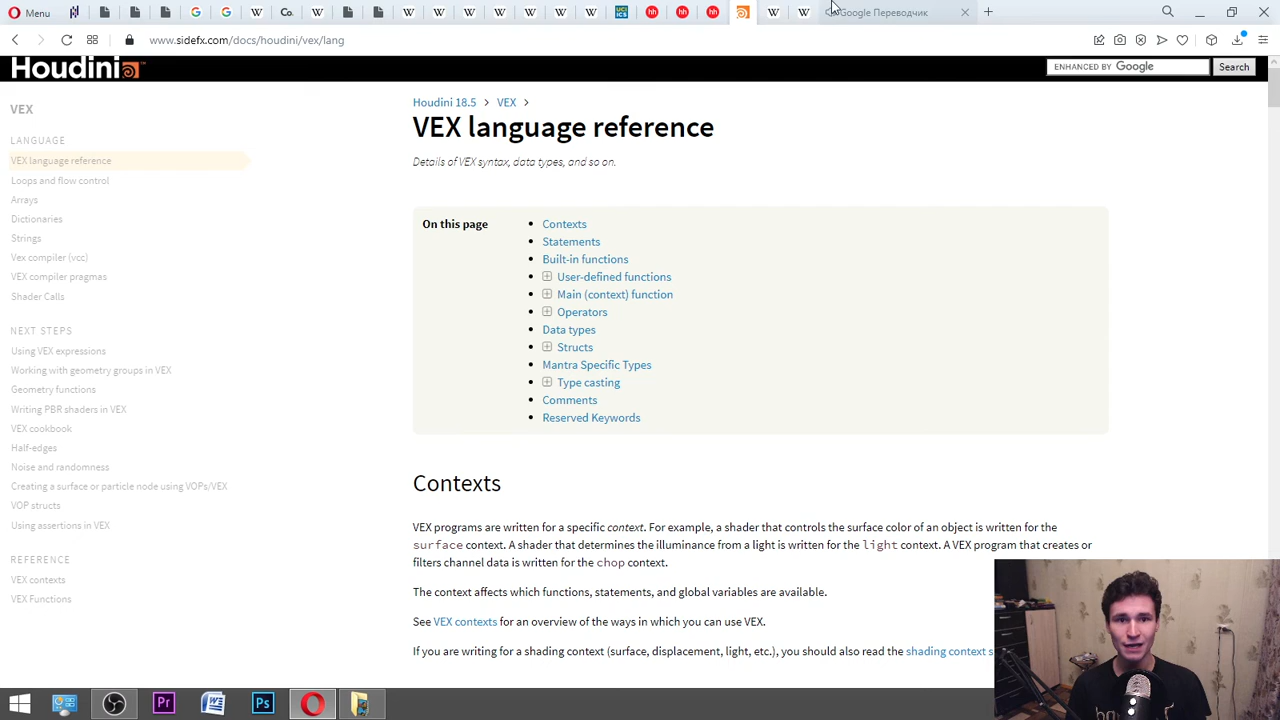 Menu
Co.
UCI
ICS
hh
hh
hh
Google Переводчик
www.sidefx.com/docs/houdini/vex/lang
Houdini
ENHANCED BY Google
Search
VEX
LANGUAGE
VEX language reference
Loops and flow control
Arrays
Dictionaries
Strings
Vex compiler (vcc)
VEX compiler pragmas
Shader Calls
NEXT STEPS
Using VEX expressions
Working with geometry groups in VEX
Geometry functions
Writing PBR shaders in VEX
VEX cookbook
Half-edges
Noise and randomness
Creating a surface or particle node using VOPs/VEX
VOP structs
Using assertions in VEX
REFERENCE
VEX contexts
VEX Functions
Houdini 18.5 > VEX >
VEX language reference
Details of VEX syntax, data types, and so on.
On this page
Contexts
Statements
Built-in functions
User-defined functions
Main (context) function
Operators
Data types
Structs
Mantra Specific Types
Type casting
Comments
Reserved Keywords
Contexts
VEX programs are written for a specific context. For example, a shader that controls the surface color of an object is written for the
surface context. A shader that determines the illuminance from a light is written for the light context. A VEX program that creates or
filters channel data is written for the chop context.
The context affects which functions, statements, and global variables are available.
See VEX contexts for an overview of the ways in which you can use VEX.
If you are writing for a shading context (surface, displacement, light, etc.), you should also read the shading context s
Pr
W
Ps